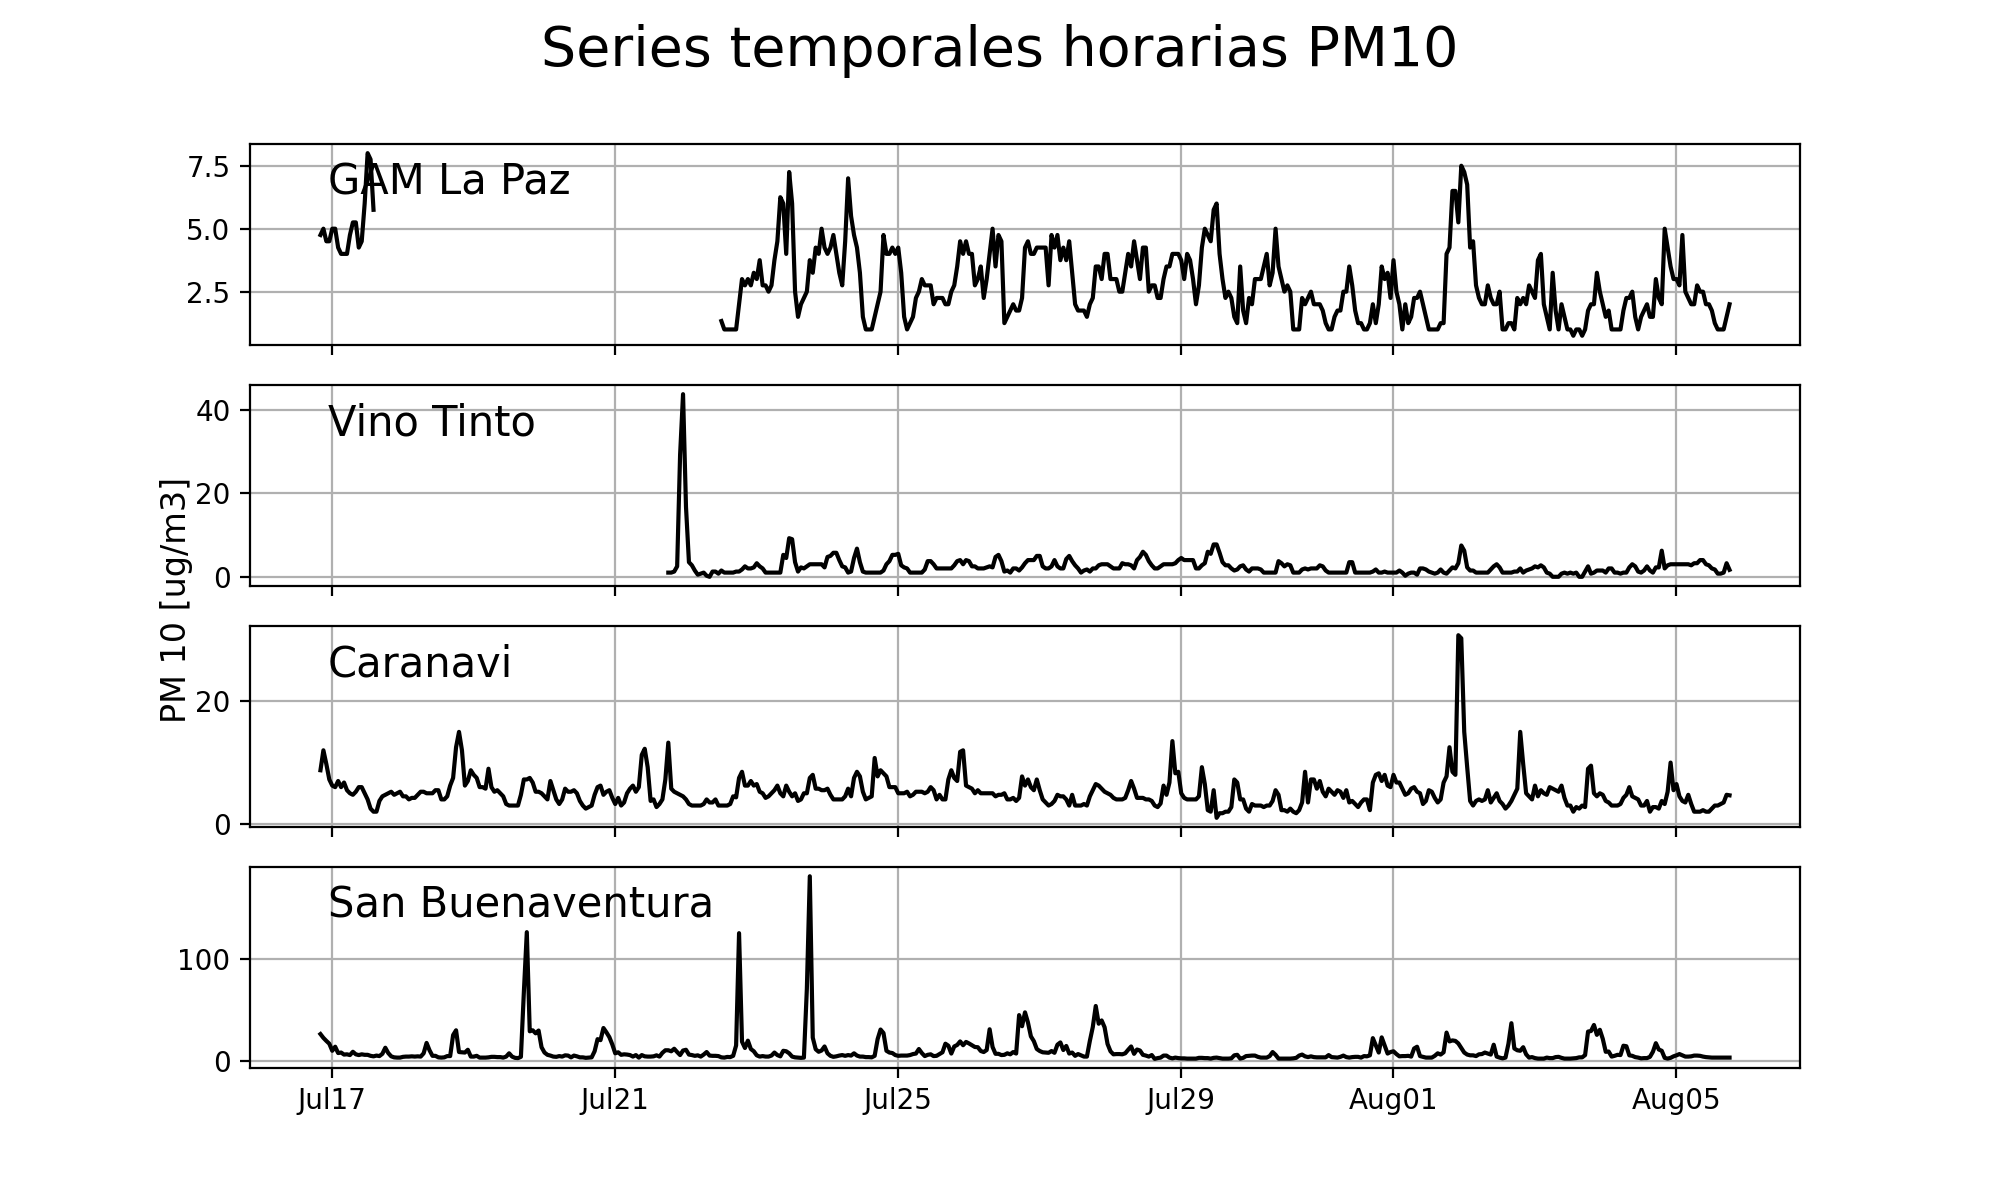 Series temporales horarias PM10
GAM La Paz
7.5
5.0
2.5
Vino Tinto
40
20
0
PM 10 [ug/m3]
Caranavi
20
0
San Buenaventura
100
0
Jul17 Jul21 Jul25 Jul29 Aug01 Aug05